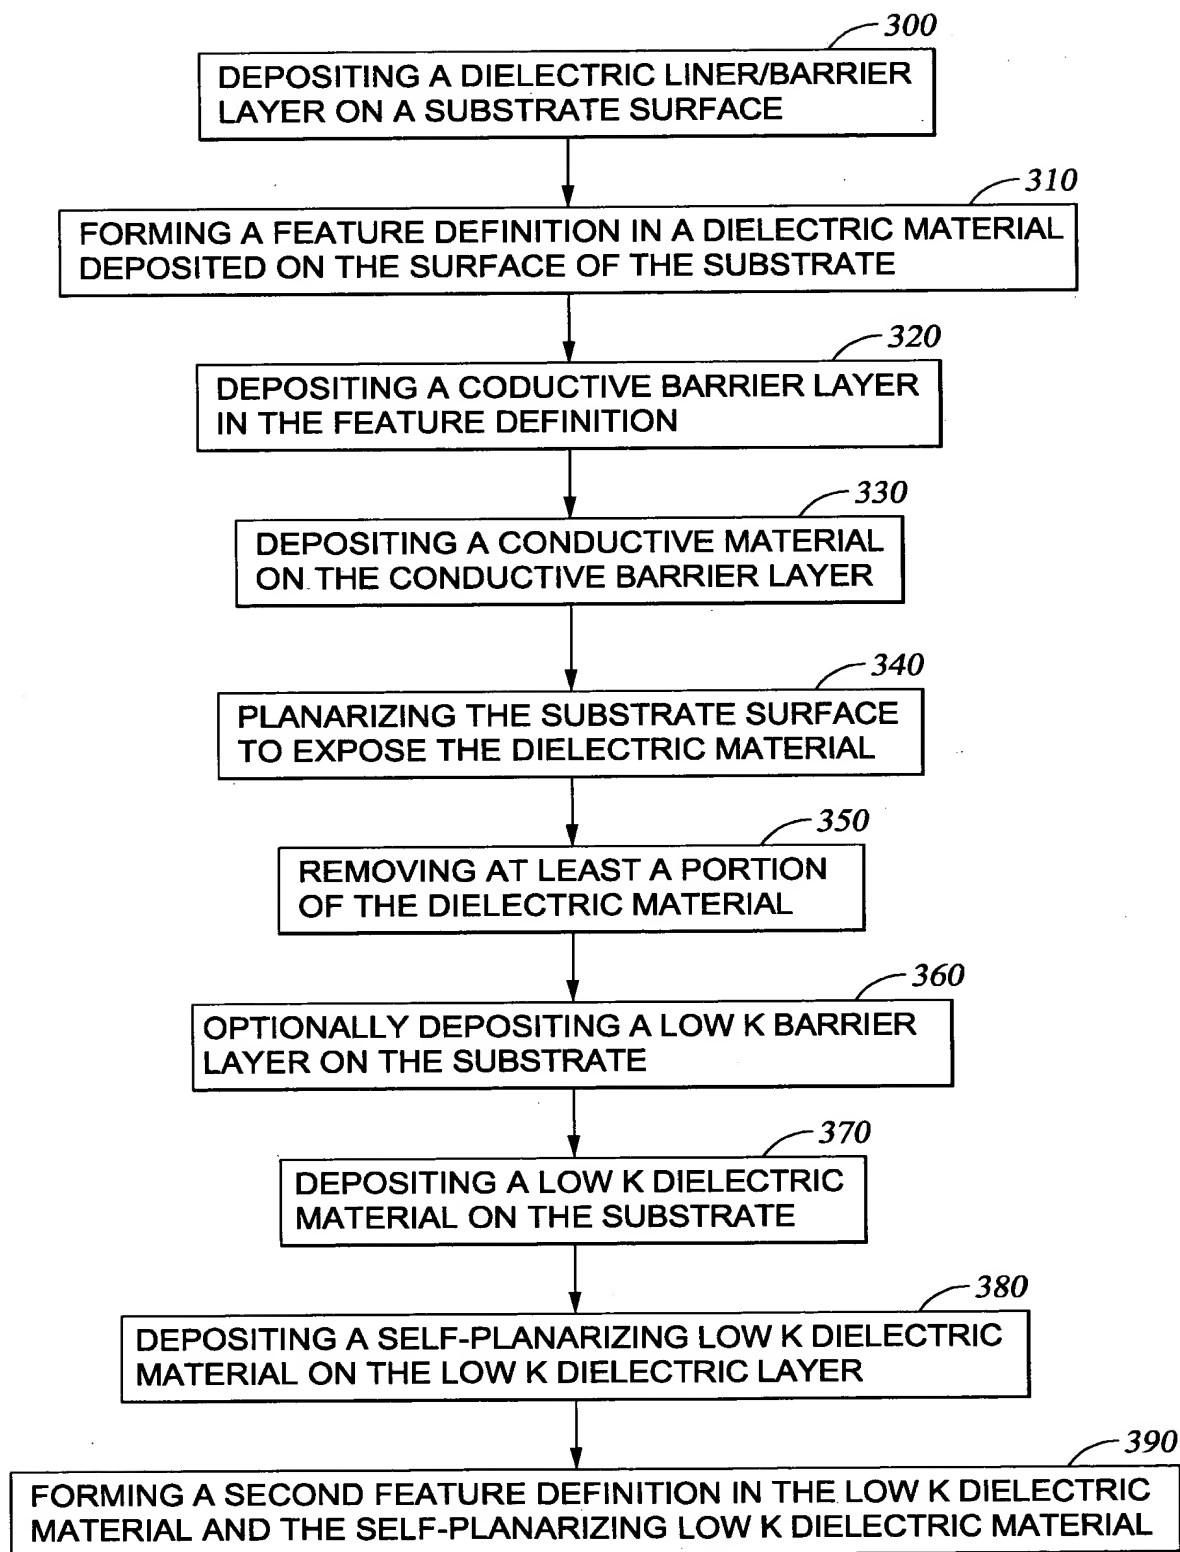 300
DEPOSITING A DIELECTRIC LINER/BARRIER
LAYER ON A SUBSTRATE SURFACE
310
FORMING A FEATURE DEFINITION IN A DIELECTRIC MATERIAL
DEPOSITED ON THE SURFACE OF THE SUBSTRATE
320
DEPOSITING A CODUCTIVE BARRIER LAYER
IN THE FEATURE DEFINITION
330
DEPOSITING A CONDUCTIVE MATERIAL
ON THE CONDUCTIVE BARRIER LAYER
340
PLANARIZING THE SUBSTRATE SURFACE
TO EXPOSE THE DIELECTRIC MATERIAL
350
REMOVING AT LEAST A PORTION
OF THE DIELECTRIC MATERIAL
360
OPTIONALLY DEPOSITING A LOW K BARRIER
LAYER ON THE SUBSTRATE
370
DEPOSITING A LOW K DIELECTRIC
MATERIAL ON THE SUBSTRATE
380
DEPOSITING A SELF-PLANARIZING LOW K DIELECTRIC
MATERIAL ON THE LOW K DIELECTRIC LAYER
390
FORMING A SECOND FEATURE DEFINITION IN THE LOW K DIELECTRIC
MATERIAL AND THE SELF-PLANARIZING LOW K DIELECTRIC MATERIAL